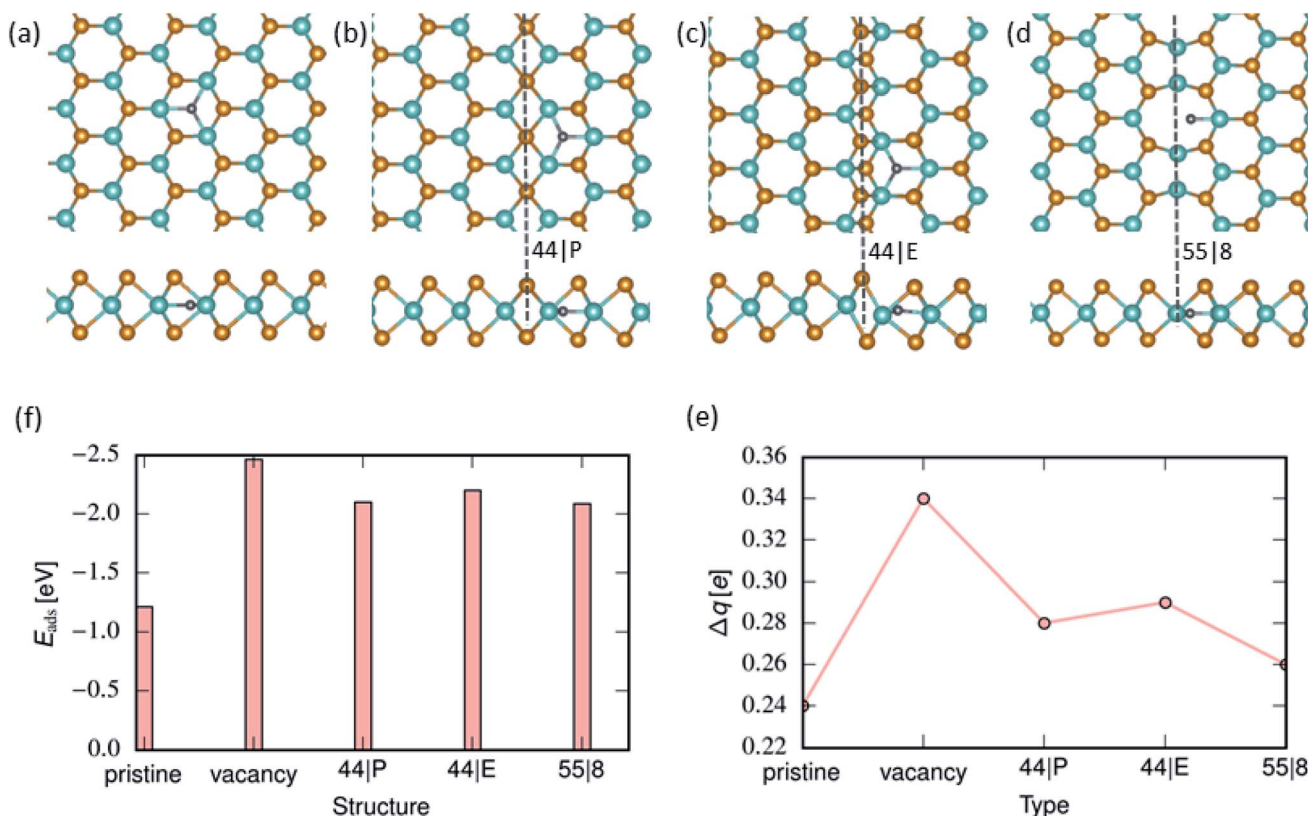 (a)
(b)
(c)
(d)
44|P
44|E
55|8
(f)
(e)
−2.5
−2.0
−1.5
−1.0
−0.5
0.0
E_ads [eV]
pristine vacancy 44|P 44|E 55|8
Structure
0.36
0.34
0.32
0.30
0.28
0.26
0.24
0.22
Δq [e]
pristine vacancy 44|P 44|E 55|8
Type